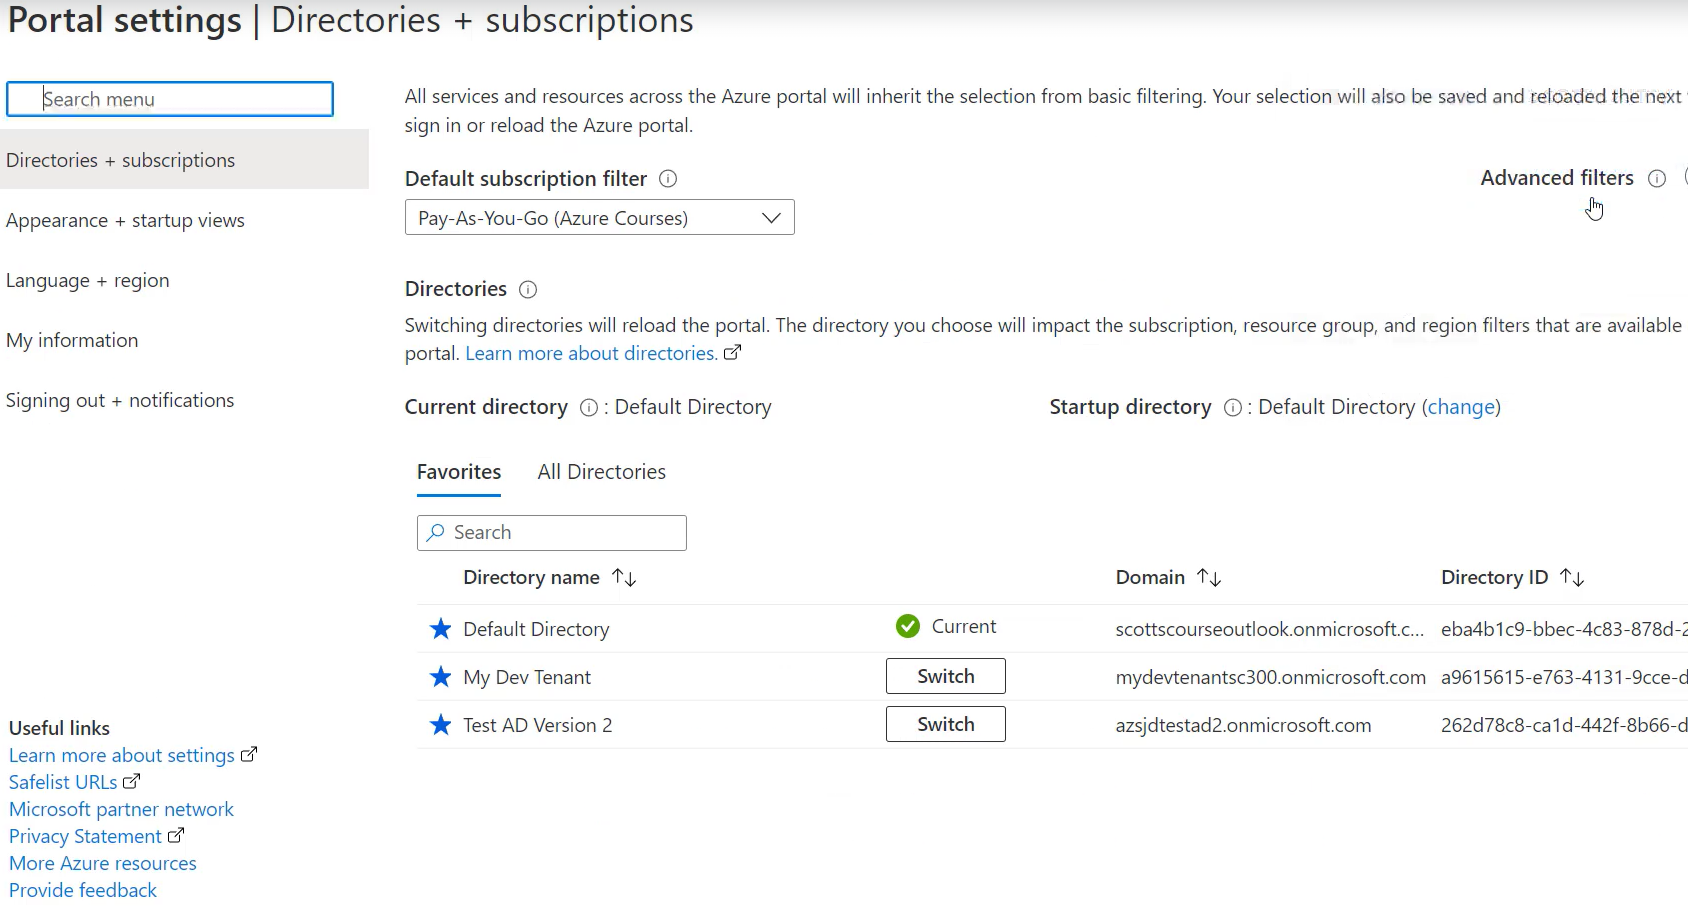 Portal settings | Directories + subscriptions
Search menu
Directories + subscriptions
Appearance + startup views
Language + region
My information
Signing out + notifications
Useful links
Learn more about settings
Safelist URLs
Microsoft partner network
Privacy Statement
More Azure resources
Provide feedback
All services and resources across the Azure portal will inherit the selection from basic filtering. Your selection will also be saved and reloaded the next
sign in or reload the Azure portal.
Default subscription filter
Advanced filters
Pay-As-You-Go (Azure Courses)
Directories
Switching directories will reload the portal. The directory you choose will impact the subscription, resource group, and region filters that are available
portal. Learn more about directories.
Current directory : Default Directory
Startup directory : Default Directory (change)
Favorites All Directories
Search
Directory name Domain Directory ID
Default Directory Current scottscourseoutlook.onmicrosoft.c... eba4b1c9-bbec-4c83-878d-2
My Dev Tenant Switch mydevtenantsc300.onmicrosoft.com a9615615-e763-4131-9cce-d
Test AD Version 2 Switch azsjdtestad2.onmicrosoft.com 262d78c8-ca1d-442f-8b66-d